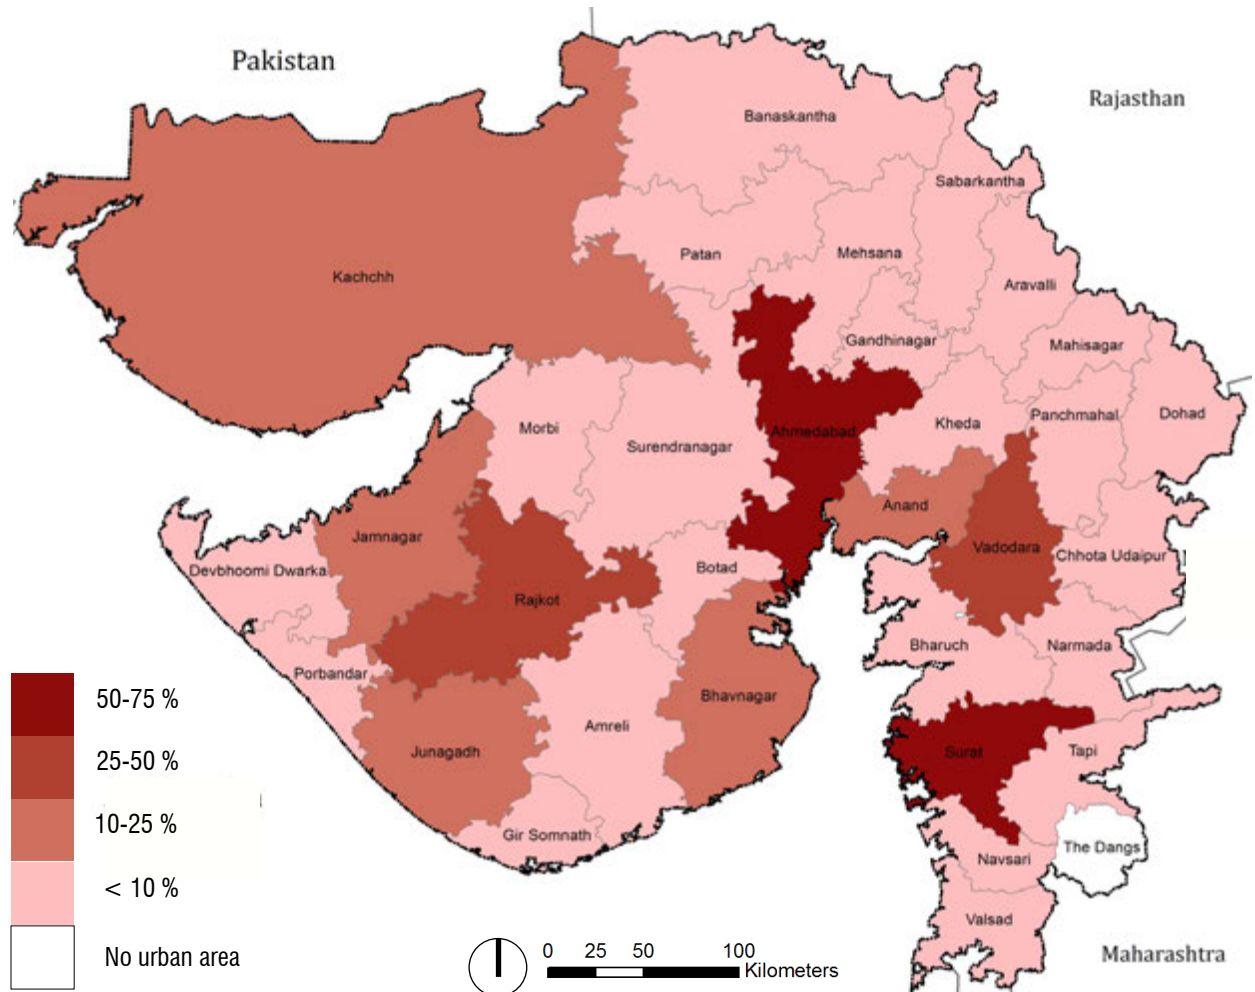 Pakistan
Rajasthan
Banaskantha
Sabarkantha
Patan
Mehsana
Kachchh
Aravalli
Gandhinagar
Mahisagar
Morbi
Surendranagar
Ahmedabad
Kheda
Panchmahal
Dohad
Jamnagar
Anand
Vadodara
Chhota Udaipur
Devbhoomi Dwarka
Rajkot
Botad
Bharuch
Narmada
Porbandar
Bhavnagar
Amreli
Junagadh
Surat
Tapi
Gir Somnath
Navsari
The Dangs
Valsad
Maharashtra
50-75 %
25-50 %
10-25 %
< 10 %
No urban area
0 25 50 100
Kilometers